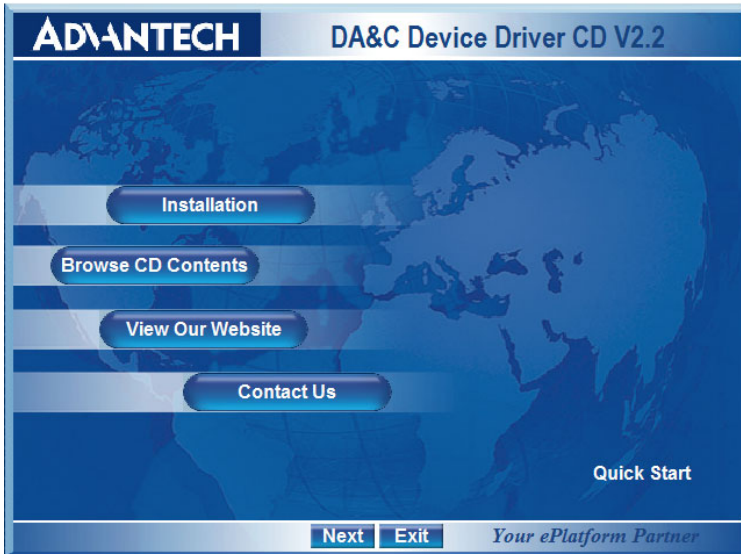 ADVANTECH
DA&C Device Driver CD V2.2
Installation
Browse CD Contents
View Our Website
Contact Us
Quick Start
Next Exit
Your ePlatform Partner